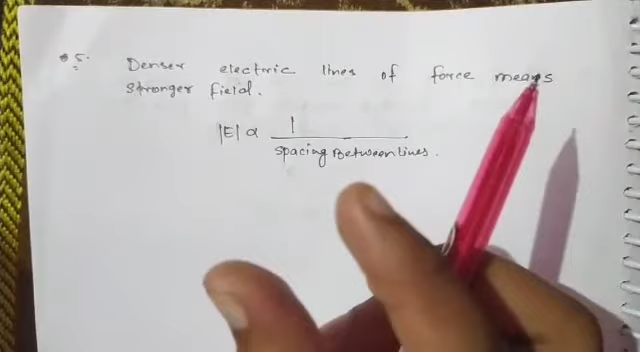 *5.
Denser electric lines of force means
stronger field.
|E| ∝ 1
spacing Between lines.